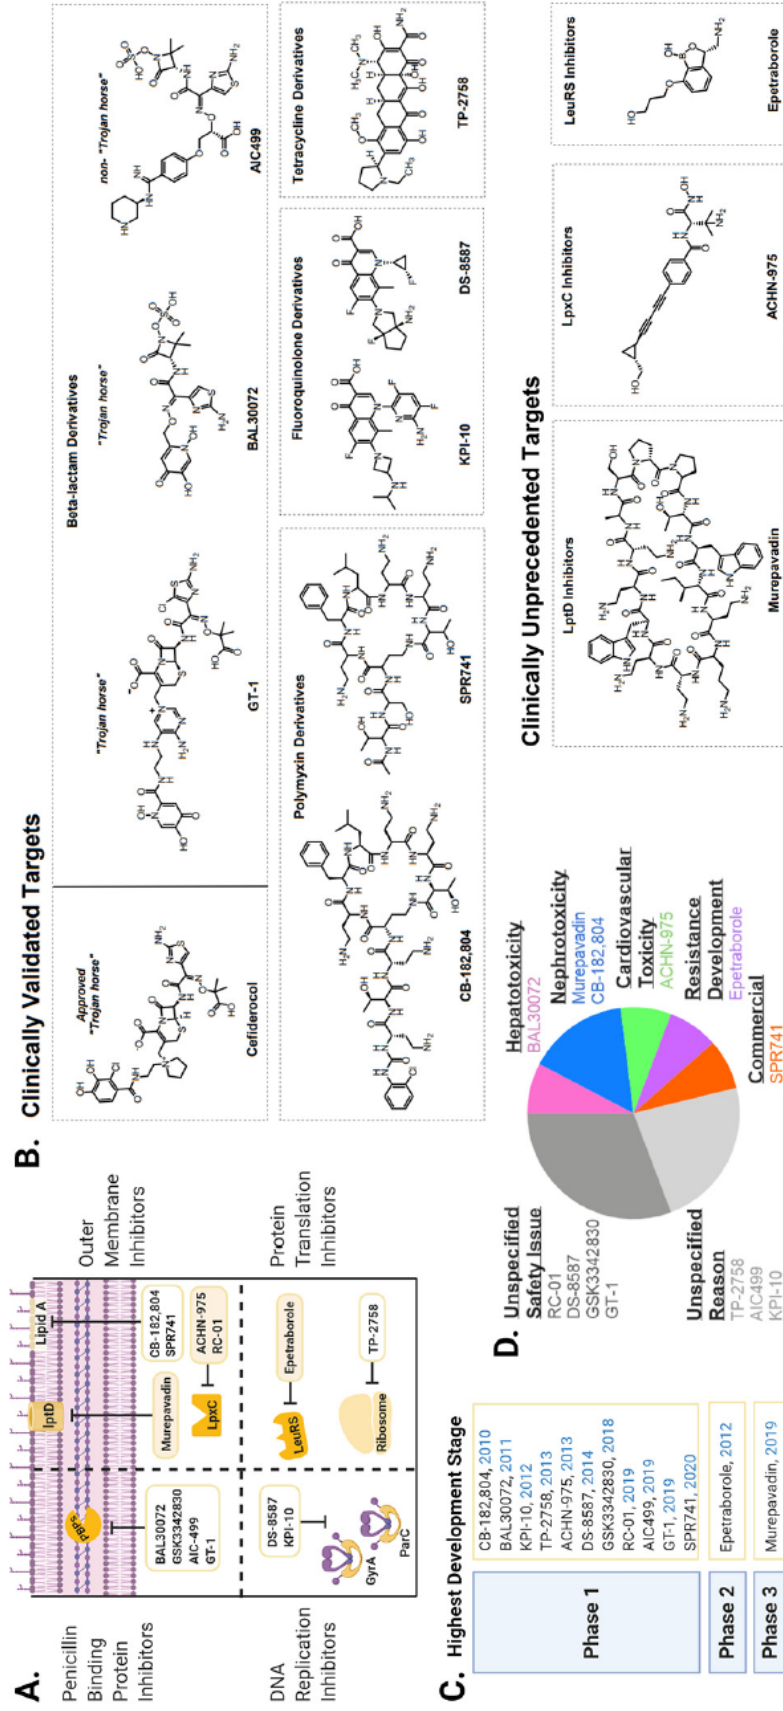 A.
Penicillin
Binding
Protein
Inhibitors
PBPs
BAL30072
GSK3342830
AIC-499
GT-1
lptD
Lipid A
Murepavadin
CB-182,804
SPR741
LpxC
ACHN-975
RC-01
Outer
Membrane
Inhibitors
DNA
Replication
Inhibitors
DS-8587
KPI-10
GyrA
ParC
LeuRS
Epetraborole
Ribosome
TP-2758
Protein
Translation
Inhibitors
B. Clinically Validated Targets
Approved
"Trojan horse"
Cefiderocol
Beta-lactam Derivatives
"Trojan horse"
GT-1
"Trojan horse"
BAL30072
non- "Trojan horse"
AIC499
Polymyxin Derivatives
CB-182,804
SPR741
Fluoroquinolone Derivatives
KPI-10
DS-8587
Tetracycline Derivatives
TP-2758
Clinically Unprecedented Targets
LptD Inhibitors
Murepavadin
LpxC Inhibitors
ACHN-975
LeuRS Inhibitors
Epetraborole
C. Highest Development Stage
Phase 1
CB-182,804, 2010
BAL30072, 2011
KPI-10, 2012
TP-2758, 2013
ACHN-975, 2013
DS-8587, 2014
GSK3342830, 2018
RC-01, 2019
AIC499, 2019
GT-1, 2019
SPR741, 2020
Phase 2
Epetraborole, 2012
Phase 3
Murepavadin, 2019
D.
Unspecified
Safety Issue
RC-01
DS-8587
GSK3342830
GT-1
Unspecified
Reason
TP-2758
AIC499
KPI-10
Hepatotoxicity
BAL30072
Nephrotoxicity
Murepavadin
CB-182,804
Cardiovascular
Toxicity
ACHN-975
Resistance
Development
Epetraborole
Commercial
SPR741